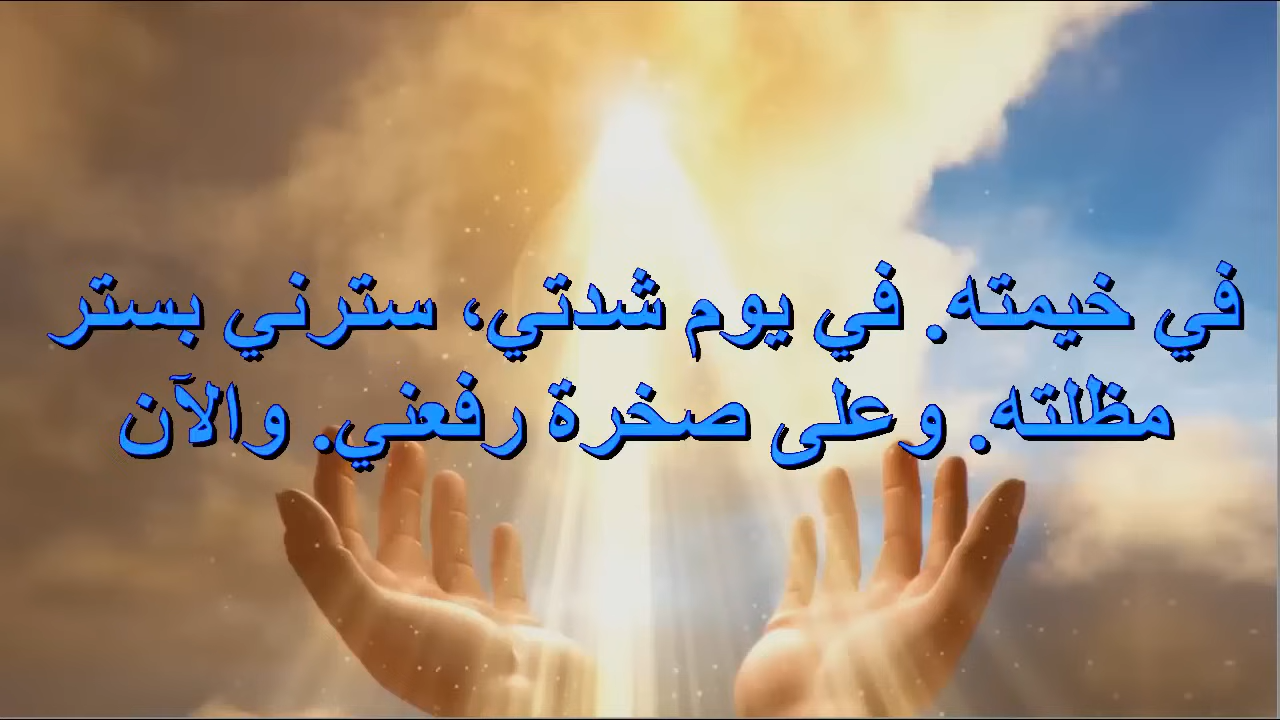 في خيمته. في يوم شدتي، سترني بستر
مظلته. وعلى صخرة رفعني. والآن